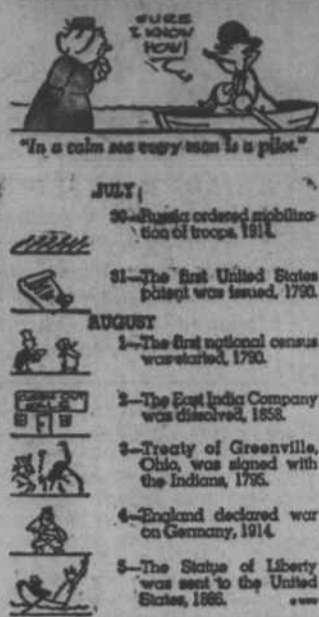 SURE
I KNOW
HOW!
"In a calm sea every man is a pilot."
JULY
30—Russia ordered mobiliza-
tion of troops, 1914.
31—The first United States
patent was issued, 1790.
AUGUST
1—The first national census
was started, 1790.
2—The East India Company
was dissolved, 1858.
3—Treaty of Greenville,
Ohio, was signed with
the Indians, 1795.
4—England declared war
on Germany, 1914.
5—The Statue of Liberty
was sent to the United
States, 1886.